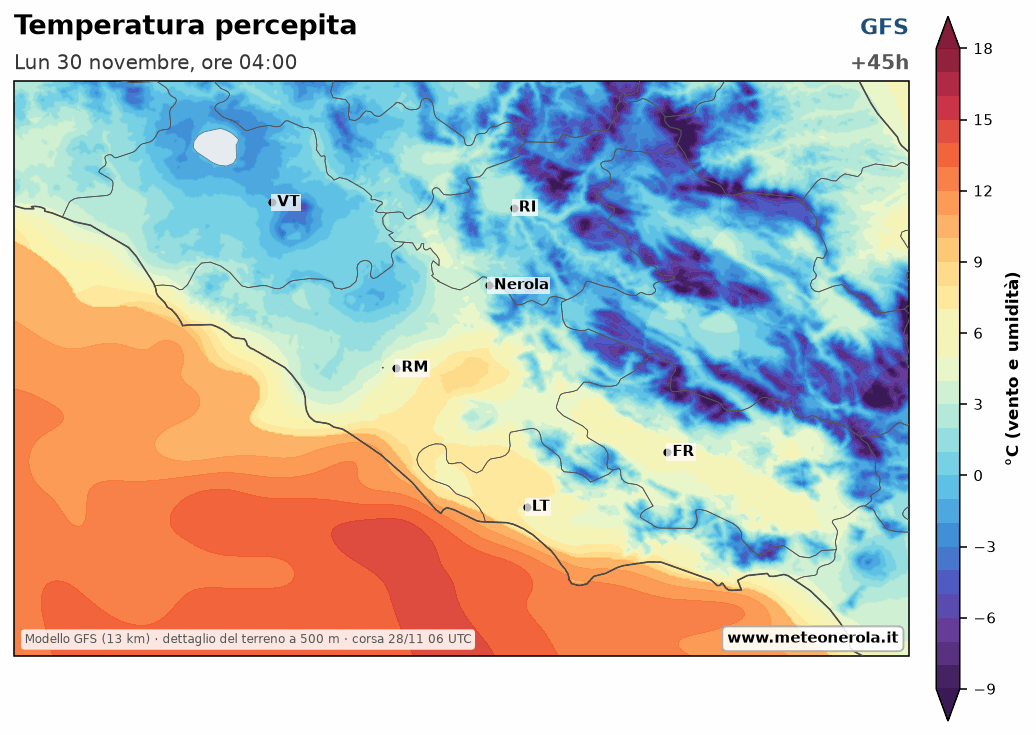 Temperatura percepita
GFS
Lun 30 novembre, ore 04:00
+45h
18
15
12
9
6
3
0
−3
−6
−9
°C (vento e umidità)
VT
RI
Nerola
RM
FR
LT
Modello GFS (13 km) · dettaglio del terreno a 500 m · corsa 28/11 06 UTC
www.meteonerola.it